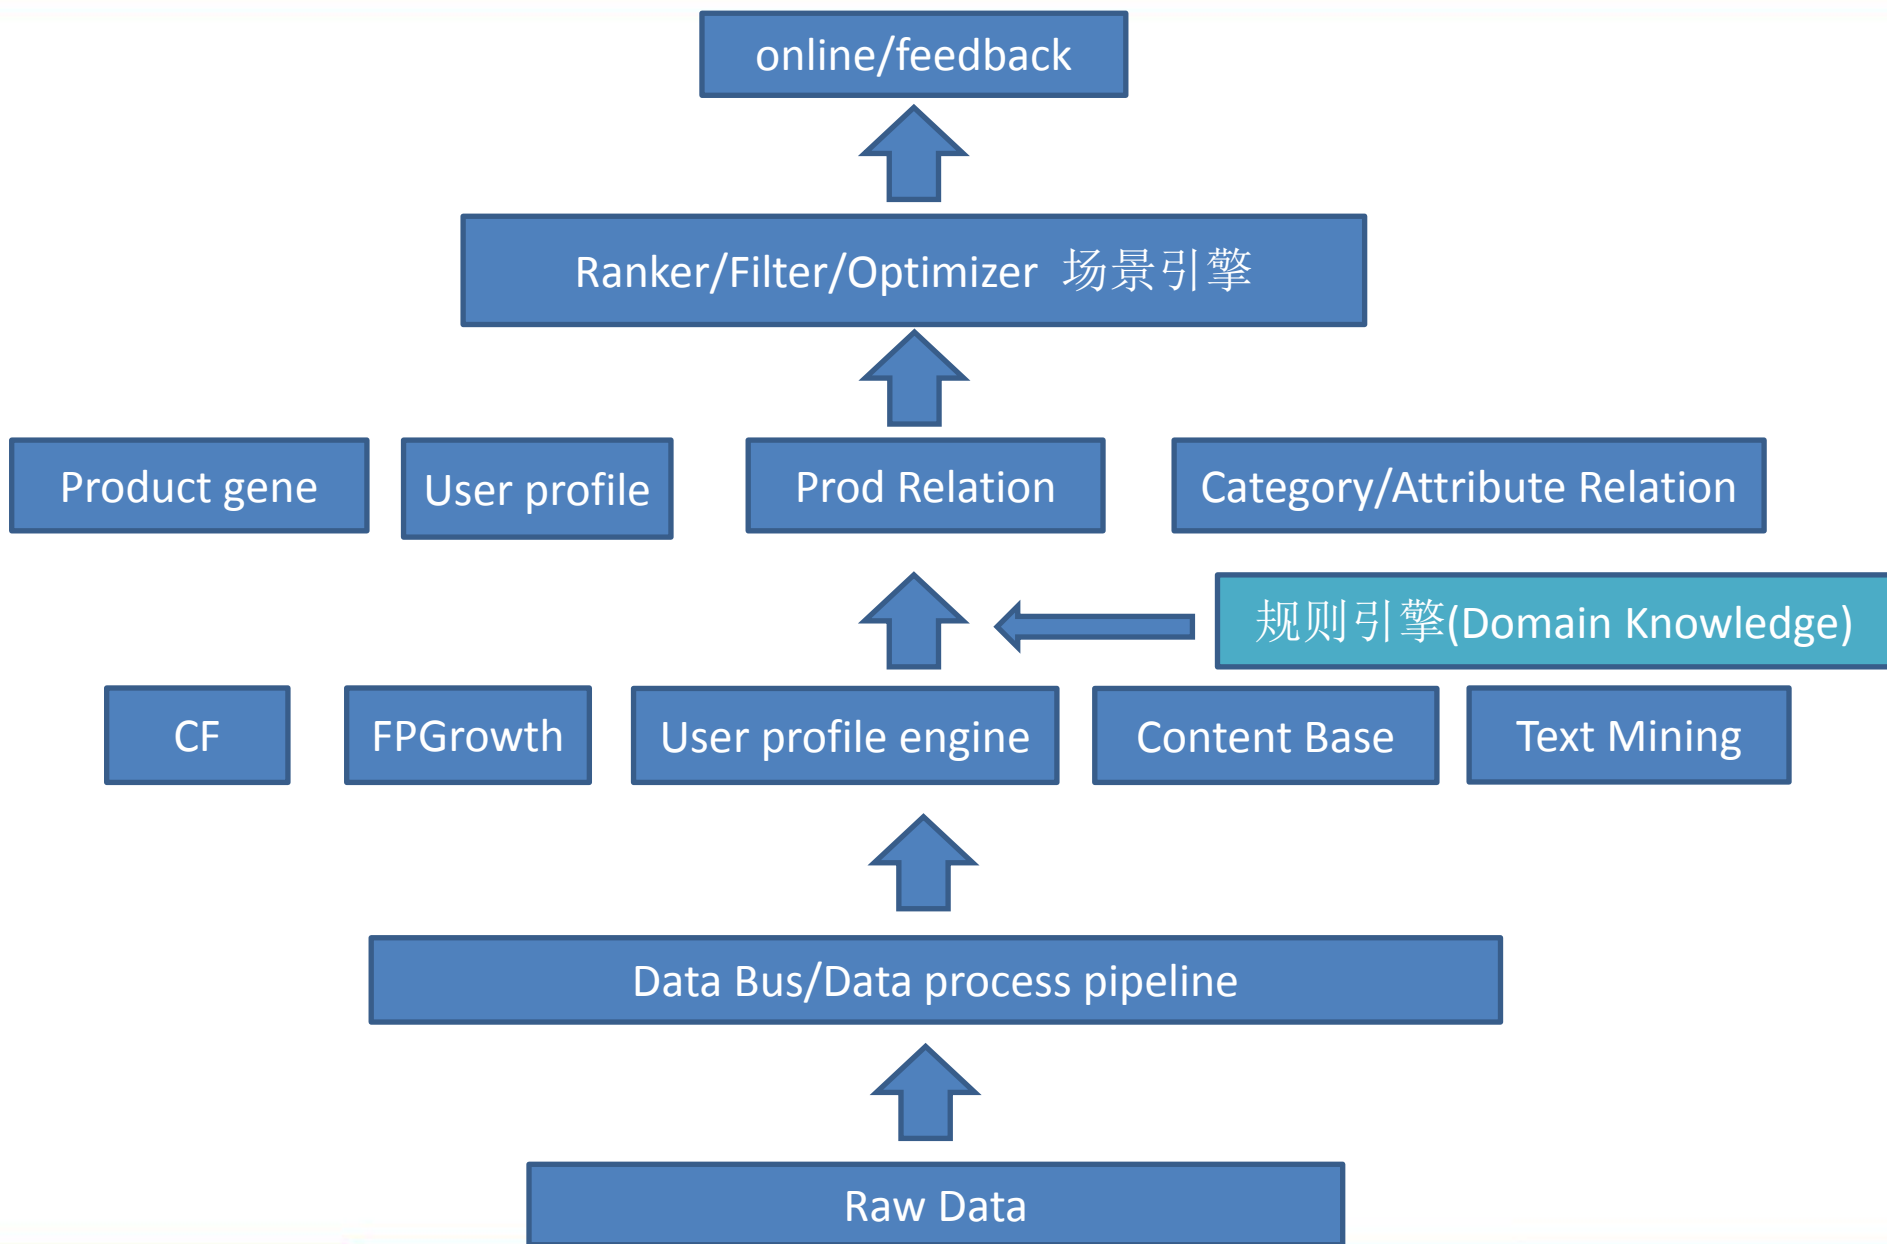 online/feedback
Ranker/Filter/Optimizer 场景引擎
Product gene
User profile
Prod Relation
Category/Attribute Relation
规则引擎(Domain Knowledge)
CF
FPGrowth
User profile engine
Content Base
Text Mining
Data Bus/Data process pipeline
Raw Data